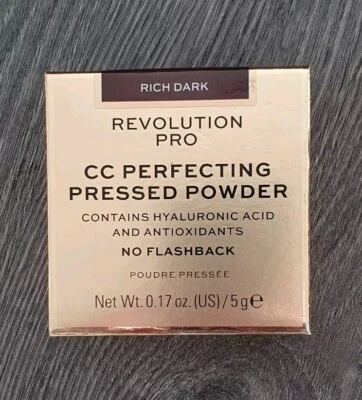 RICH DARK
REVOLUTION
PRO
CC PERFECTING
PRESSED POWDER
CONTAINS HYALURONIC ACID
AND ANTIOXIDANTS
NO FLASHBACK
POUDRE PRESSÉE
Net Wt. 0.17 oz. (US) / 5 g℮